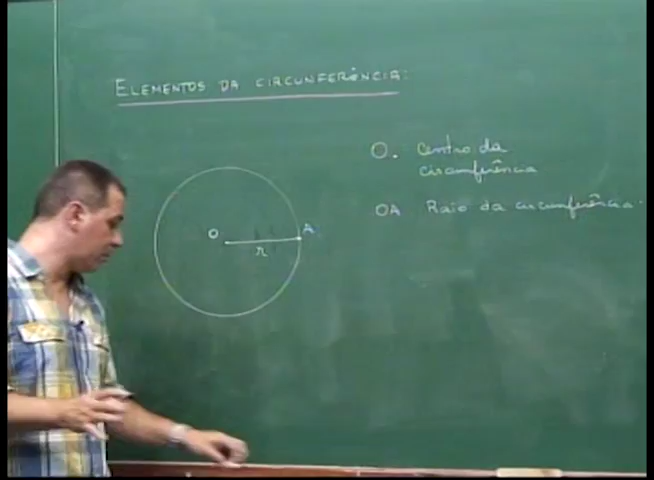 ELEMENTOS DA CIRCUNFERÊNCIA:
O. Centro da
circunferência
OA Raio da circunferência.
O
A
r